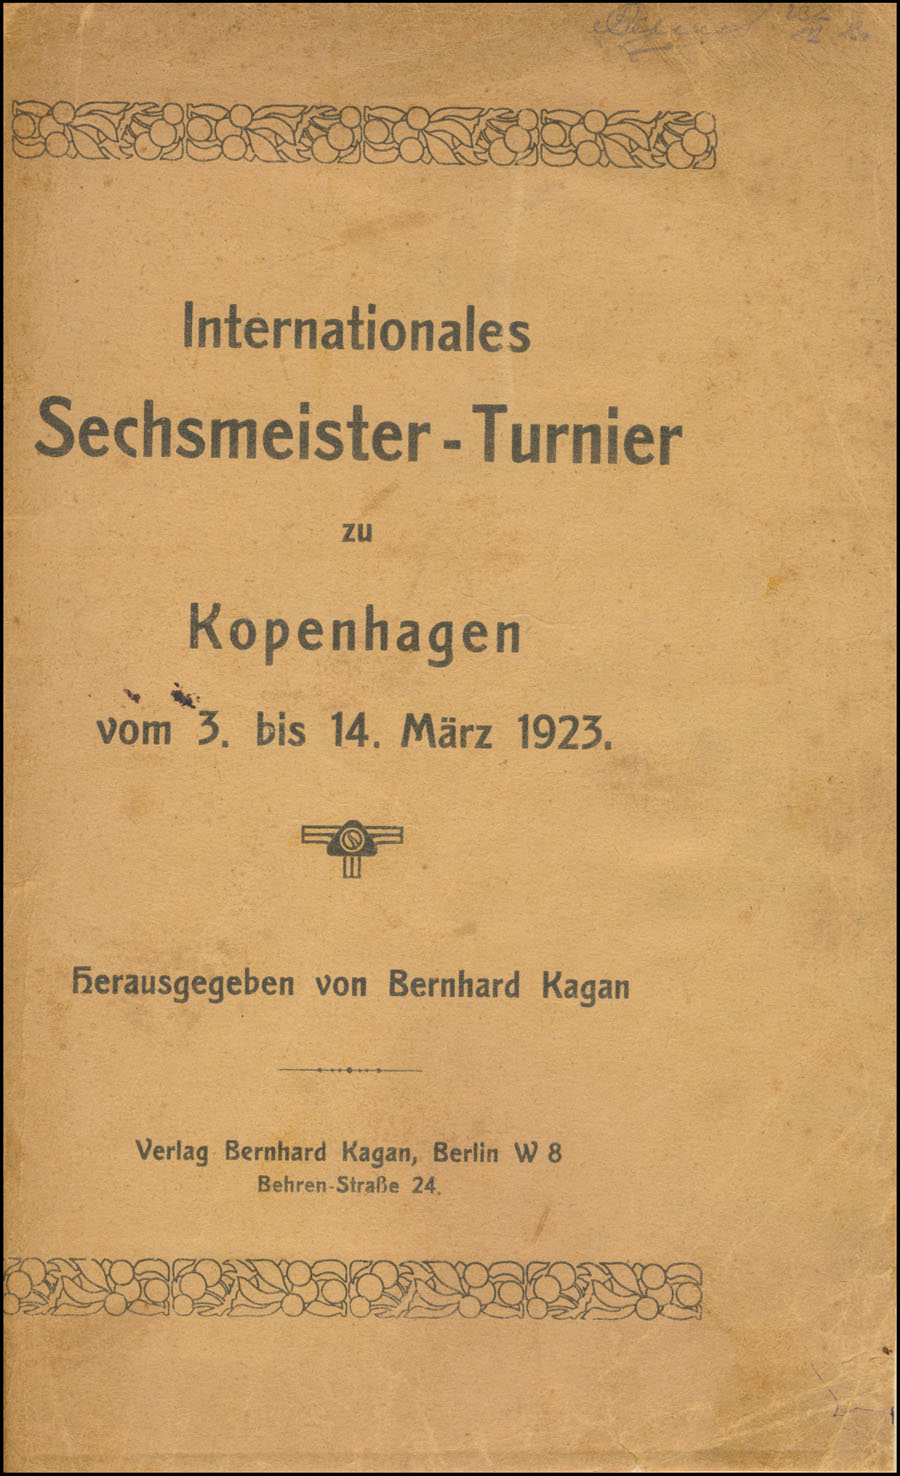 Internationales
Sechsmeister-Turnier
zu
Kopenhagen
vom 3. bis 14. März 1923.
Herausgegeben von Bernhard Kagan
Verlag Bernhard Kagan, Berlin W 8
Behren-Straße 24.